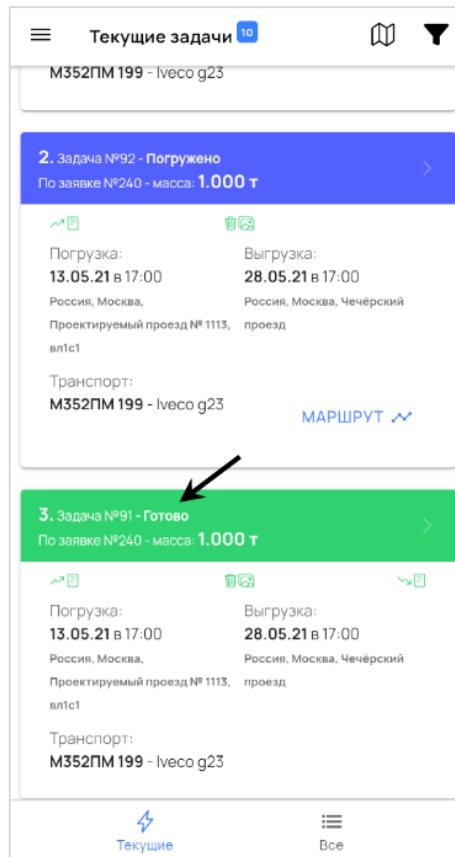 Текущие задачи 10
М352ПМ 199 - Iveco g23
2. Задача №92 - Погружено
По заявке №240 - масса: 1.000 т
Погрузка:
13.05.21 в 17:00
Россия, Москва,
Проектируемый проезд № 1113,
вл1с1
Выгрузка:
28.05.21 в 17:00
Россия, Москва, Чечёрский
проезд
Транспорт:
М352ПМ 199 - Iveco g23
МАРШРУТ
3. Задача №91 - Готово
По заявке №240 - масса: 1.000 т
Погрузка:
13.05.21 в 17:00
Россия, Москва,
Проектируемый проезд № 1113,
вл1с1
Выгрузка:
28.05.21 в 17:00
Россия, Москва, Чечёрский
проезд
Транспорт:
М352ПМ 199 - Iveco g23
Текущие
Все